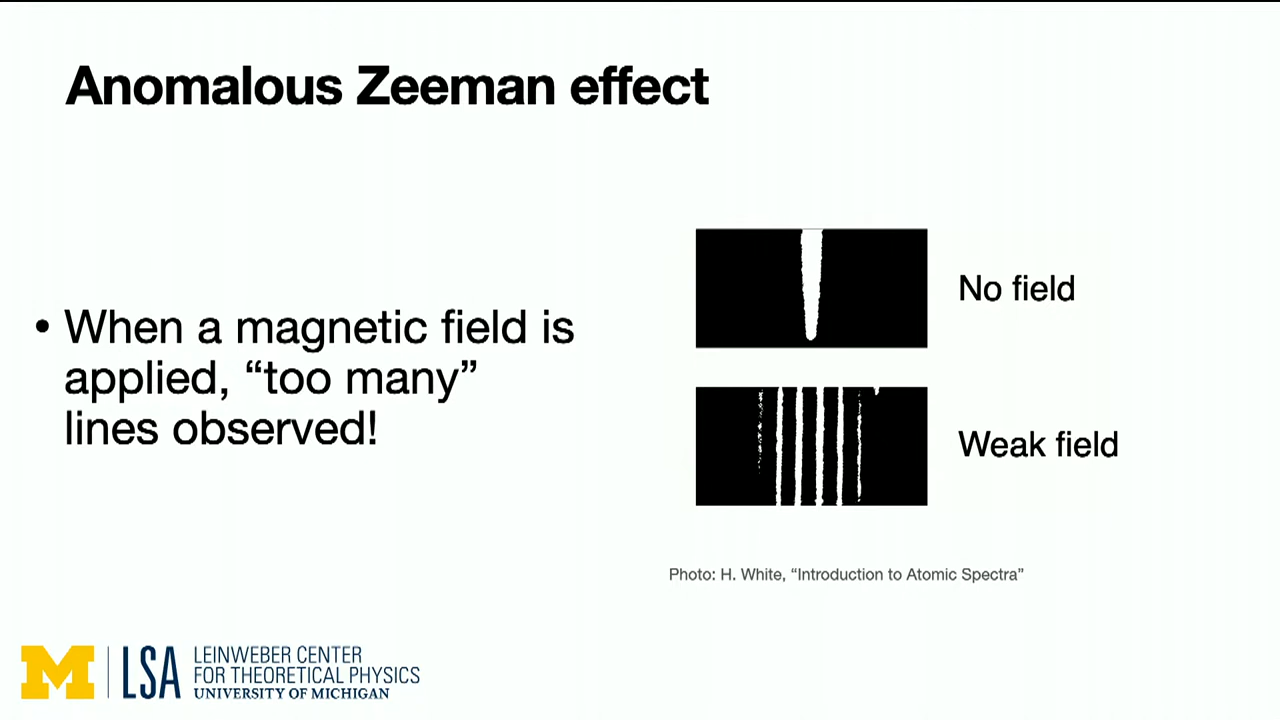 Anomalous Zeeman effect
• When a magnetic field is
applied, “too many”
lines observed!
No field
Weak field
Photo: H. White, “Introduction to Atomic Spectra”
M LSA LEINWEBER CENTER
FOR THEORETICAL PHYSICS
UNIVERSITY OF MICHIGAN